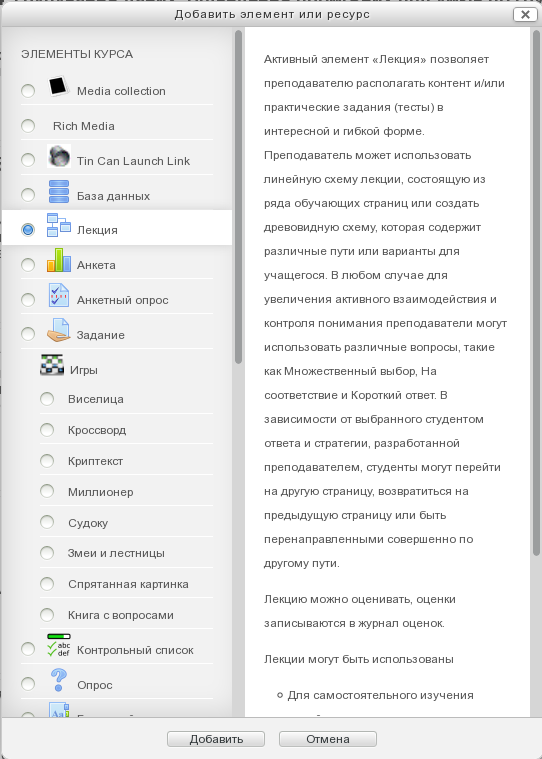 Добавить элемент или ресурс
ЭЛЕМЕНТЫ КУРСА
Media collection
Rich Media
Tin Can Launch Link
База данных
Лекция
Анкета
Анкетный опрос
Задание
Игры
Виселица
Кроссворд
Криптекст
Миллионер
Судоку
Змеи и лестницы
Спрятанная картинка
Книга с вопросами
abc
def
Контрольный список
Опрос
Активный элемент «Лекция» позволяет
преподавателю располагать контент и/или
практические задания (тесты) в
интересной и гибкой форме.
Преподаватель может использовать
линейную схему лекции, состоящую из
ряда обучающих страниц или создать
древовидную схему, которая содержит
различные пути или варианты для
учащегося. В любом случае для
увеличения активного взаимодействия и
контроля понимания преподаватели могут
использовать различные вопросы, такие
как Множественный выбор, На
соответствие и Короткий ответ. В
зависимости от выбранного студентом
ответа и стратегии, разработанной
преподавателем, студенты могут перейти
на другую страницу, возвратиться на
предыдущую страницу или быть
перенаправленными совершенно по
другому пути.
Лекцию можно оценивать, оценки
записываются в журнал оценок.
Лекции могут быть использованы
Для самостоятельного изучения
Добавить
Отмена